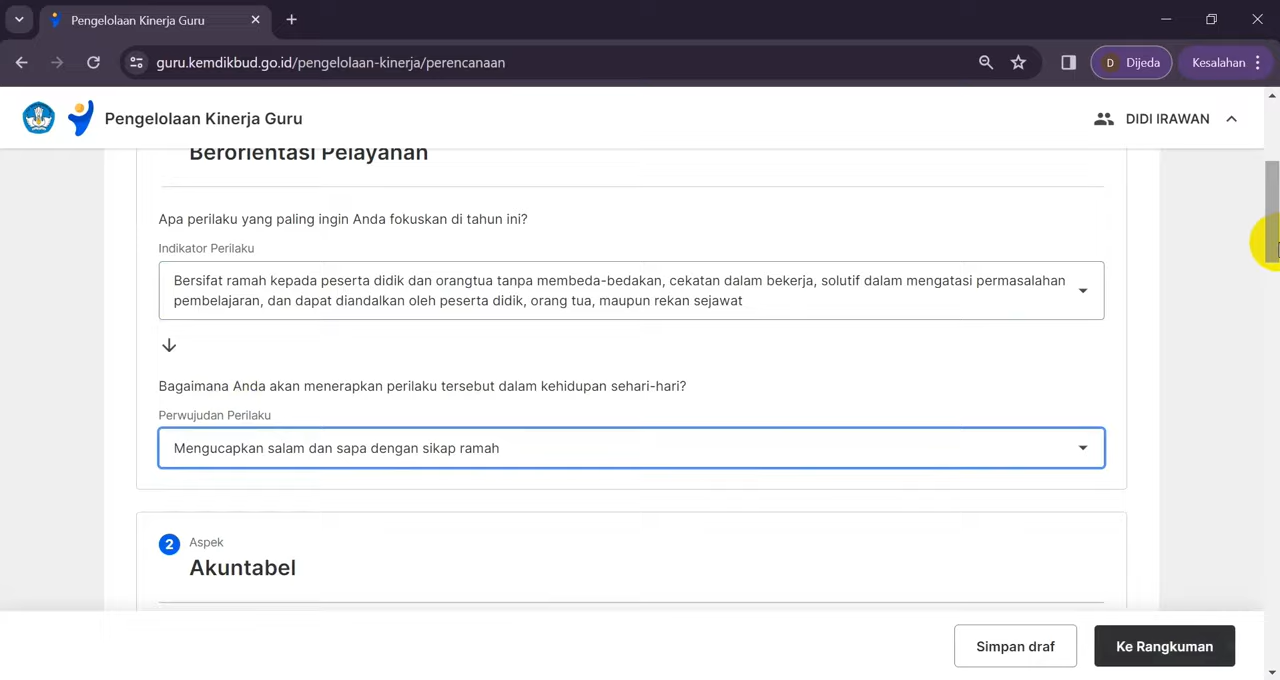 Pengelolaan Kinerja Guru
guru.kemdikbud.go.id/pengelolaan-kinerja/perencanaan
D Dijeda
Kesalahan
Pengelolaan Kinerja Guru
DIDI IRAWAN
Berorientasi Pelayanan
Apa perilaku yang paling ingin Anda fokuskan di tahun ini?
Indikator Perilaku
Bersifat ramah kepada peserta didik dan orangtua tanpa membeda-bedakan, cekatan dalam bekerja, solutif dalam mengatasi permasalahan
pembelajaran, dan dapat diandalkan oleh peserta didik, orang tua, maupun rekan sejawat
Bagaimana Anda akan menerapkan perilaku tersebut dalam kehidupan sehari-hari?
Perwujudan Perilaku
Mengucapkan salam dan sapa dengan sikap ramah
2 Aspek
Akuntabel
Simpan draf
Ke Rangkuman